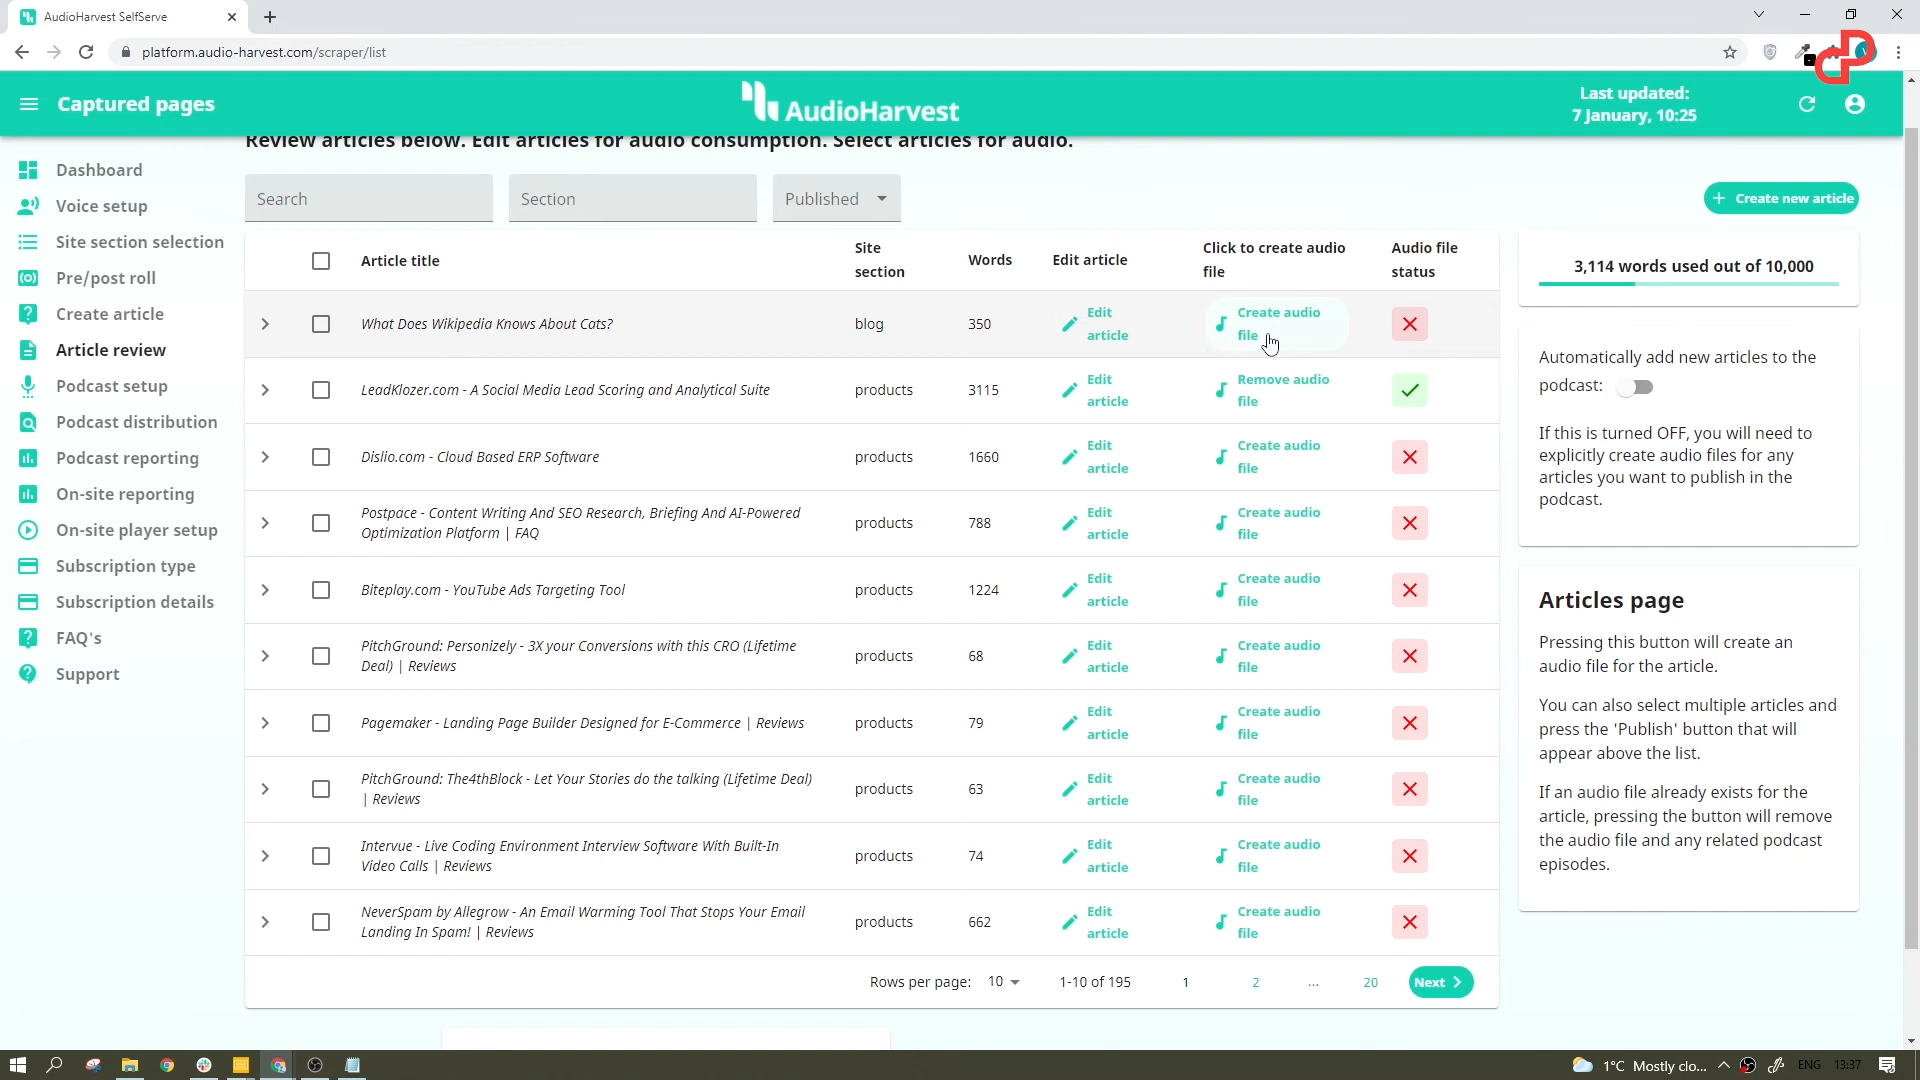 AudioHarvest SelfServe
platform.audio-harvest.com/scraper/list
Captured pages
AudioHarvest
Last updated:
7 January, 10:25
Review articles below. Edit articles for audio consumption. Select articles for audio.
Dashboard
Voice setup
Site section selection
Pre/post roll
Create article
Article review
Podcast setup
Podcast distribution
Podcast reporting
On-site reporting
On-site player setup
Subscription type
Subscription details
FAQ's
Support
Search
Section
Published
Create new article
Article title
Site
section
Words
Edit article
Click to create audio
file
Audio file
status
What Does Wikipedia Knows About Cats?
blog
350
Edit
article
Create audio
file
LeadKlozer.com - A Social Media Lead Scoring and Analytical Suite
products
3115
Edit
article
Remove audio
file
Dislio.com - Cloud Based ERP Software
products
1660
Edit
article
Create audio
file
Postpace - Content Writing And SEO Research, Briefing And AI-Powered
Optimization Platform | FAQ
products
788
Edit
article
Create audio
file
Biteplay.com - YouTube Ads Targeting Tool
products
1224
Edit
article
Create audio
file
PitchGround: Personizely - 3X your Conversions with this CRO (Lifetime
Deal) | Reviews
products
68
Edit
article
Create audio
file
Pagemaker - Landing Page Builder Designed for E-Commerce | Reviews
products
79
Edit
article
Create audio
file
PitchGround: The4thBlock - Let Your Stories do the talking (Lifetime Deal)
| Reviews
products
63
Edit
article
Create audio
file
Intervue - Live Coding Environment Interview Software With Built-In
Video Calls | Reviews
products
74
Edit
article
Create audio
file
NeverSpam by Allegrow - An Email Warming Tool That Stops Your Email
Landing In Spam! | Reviews
products
662
Edit
article
Create audio
file
Rows per page: 10
1-10 of 195
1
2
...
20
Next
3,114 words used out of 10,000
Automatically add new articles to the
podcast:
If this is turned OFF, you will need to
explicitly create audio files for any
articles you want to publish in the
podcast.
Articles page
Pressing this button will create an
audio file for the article.
You can also select multiple articles and
press the 'Publish' button that will
appear above the list.
If an audio file already exists for the
article, pressing the button will remove
the audio file and any related podcast
episodes.
1°C Mostly clo...
ENG
13:37